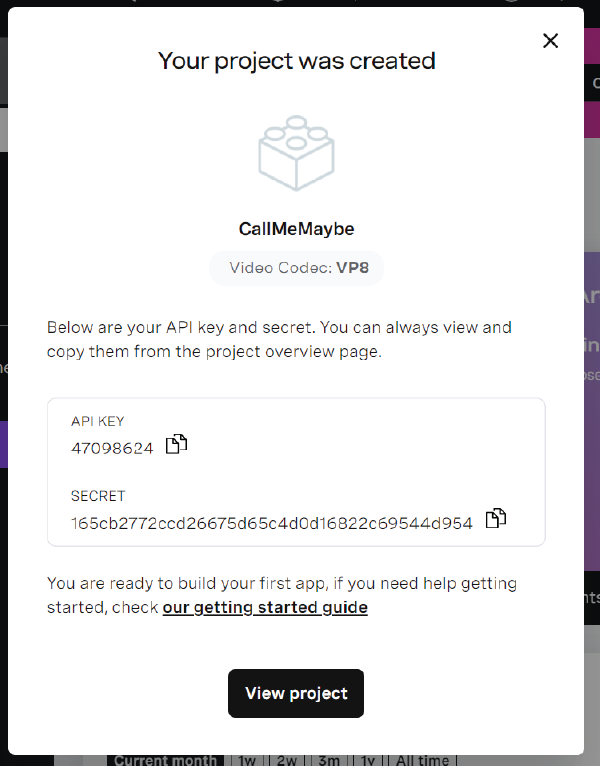 Your project was created
CallMeMaybe
Video Codec: VP8
Below are your API key and secret. You can always view and
copy them from the project overview page.
API KEY
47098624
SECRET
165cb2772ccd26675d65c4d0d16822c69544d954
You are ready to build your first app, if you need help getting
started, check our getting started guide
View project
Current month 1w 2w 3m 1y All time